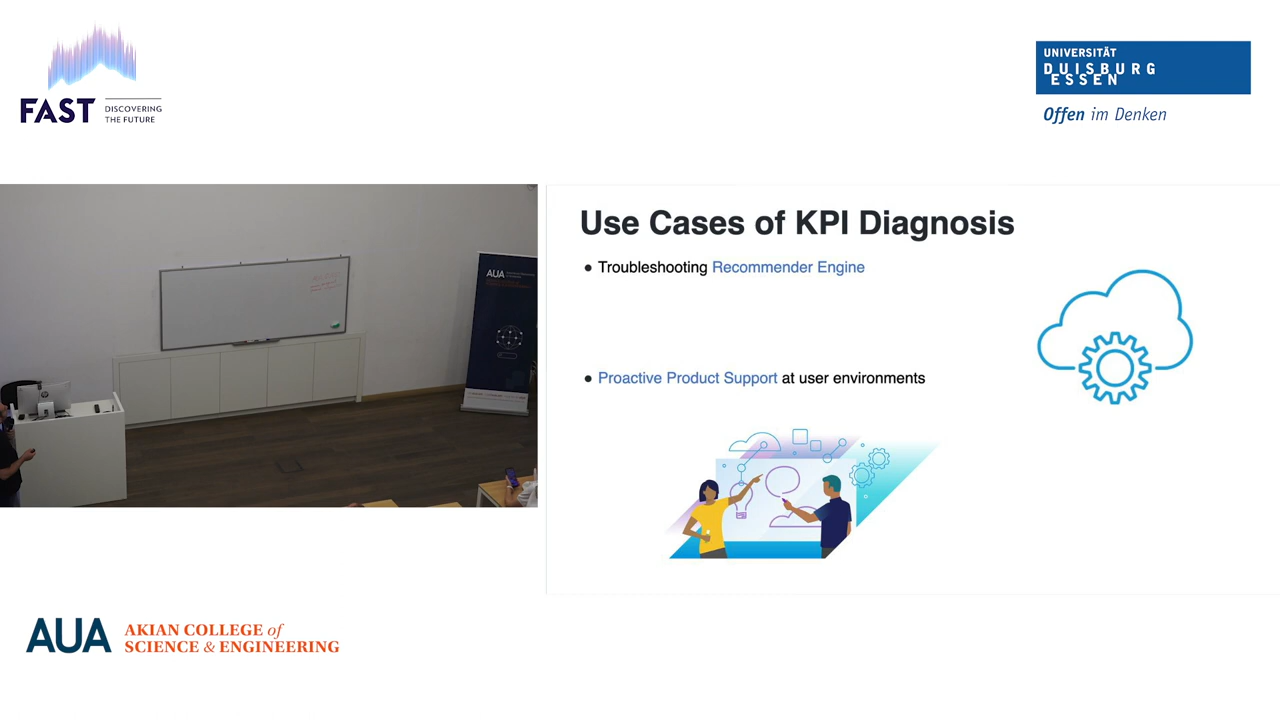 FAST
DISCOVERING
THE FUTURE
UNIVERSITÄT
DUISBURG
ESSEN
Offen im Denken
AUA
Use Cases of KPI Diagnosis
● Troubleshooting Recommender Engine
● Proactive Product Support at user environments
AUA
AKIAN COLLEGE of
SCIENCE & ENGINEERING